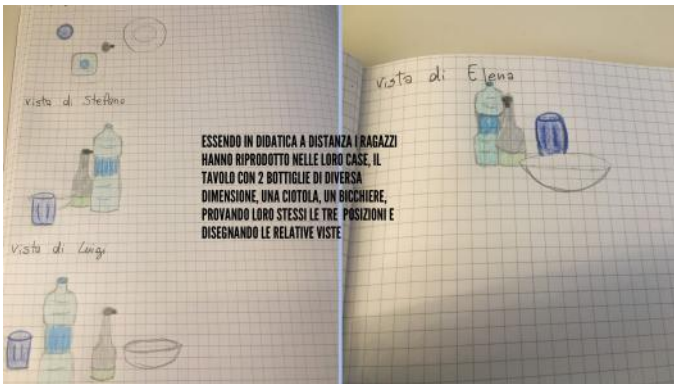 vista di Stefano
vista di Luigi
ESSENDO IN DIDATICA A DISTANZA I RAGAZZI
HANNO RIPRODOTTO NELLE LORO CASE, IL
TAVOLO CON 2 BOTTIGLIE DI DIVERSA
DIMENSIONE, UNA CIOTOLA, UN BICCHIERE,
PROVANDO LORO STESSI LE TRE POSIZIONI E
DISEGNANDO LE RELATIVE VISTE
vista di Elena